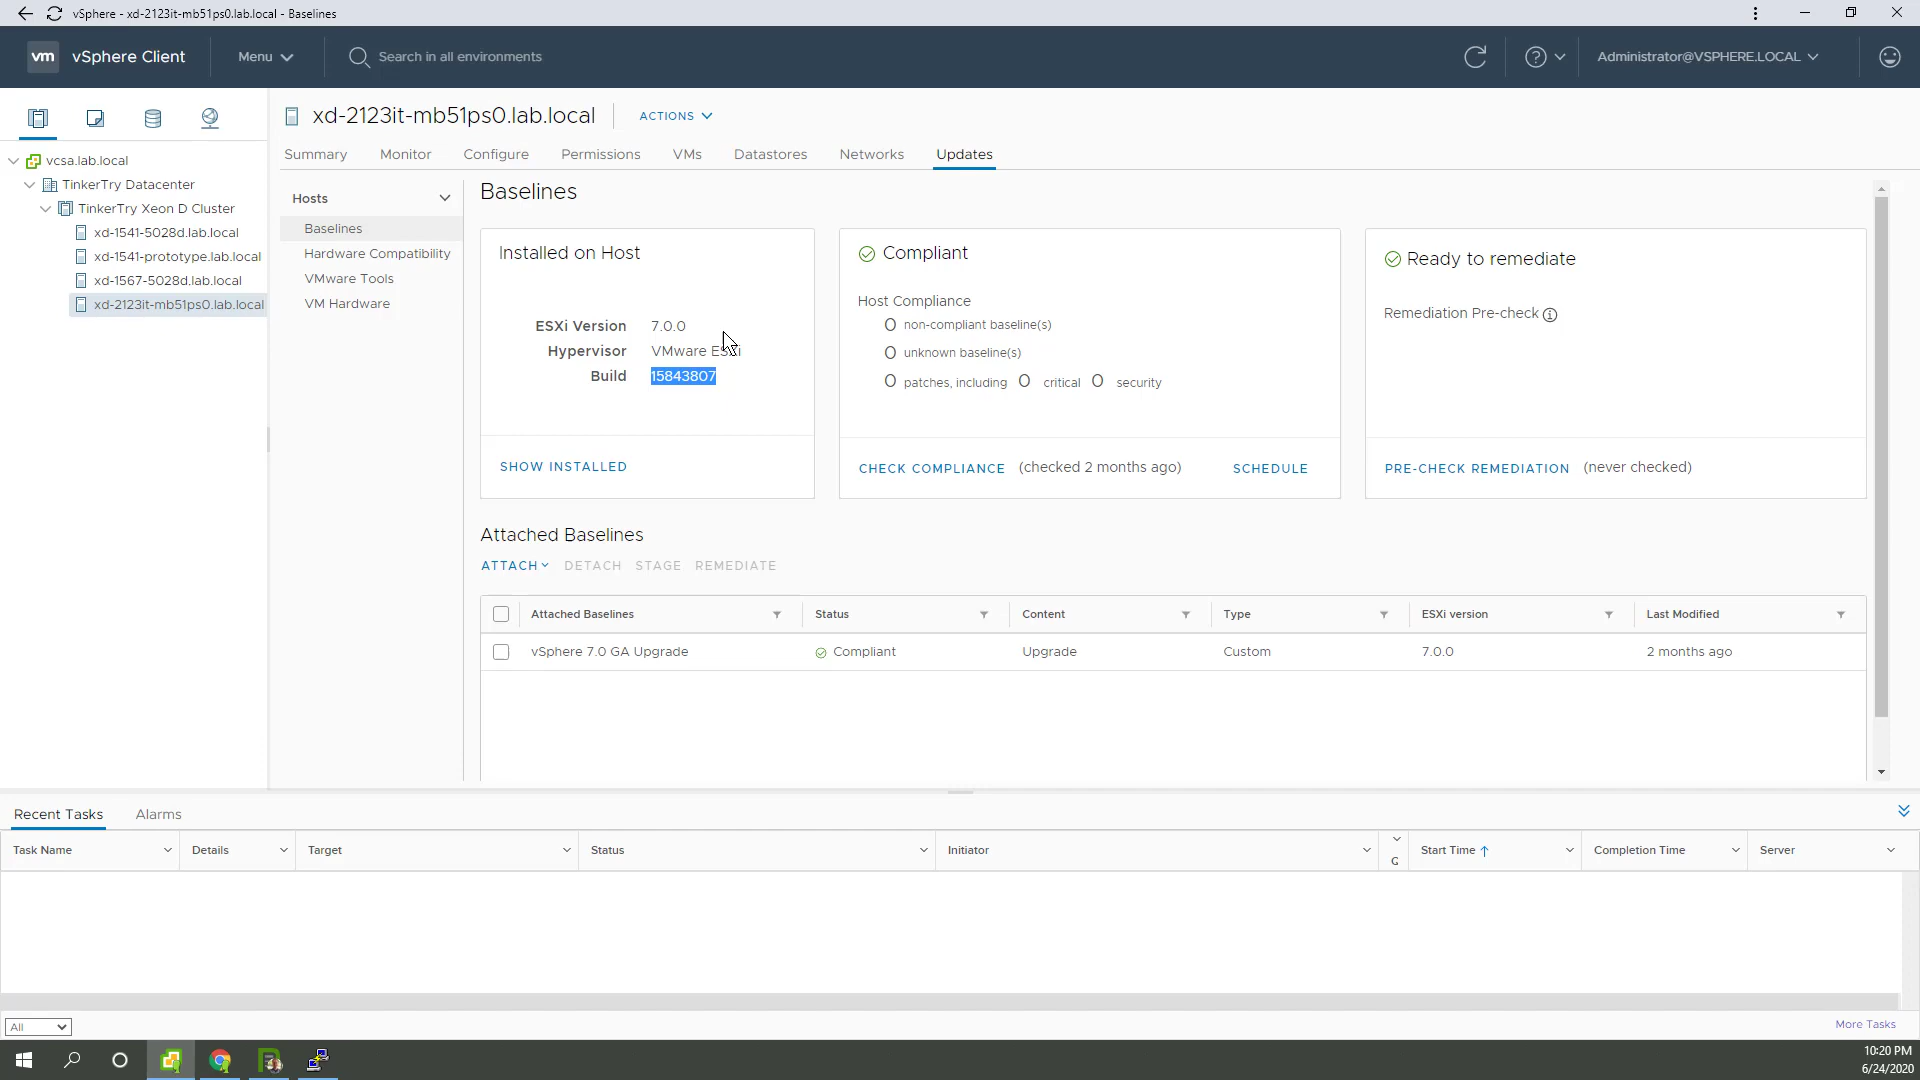 vSphere - xd-2123it-mb51ps0.lab.local - Baselines
vm vSphere Client Menu Search in all environments Administrator@VSPHERE.LOCAL
xd-2123it-mb51ps0.lab.local ACTIONS
Summary Monitor Configure Permissions VMs Datastores Networks Updates
vcsa.lab.local
TinkerTry Datacenter
TinkerTry Xeon D Cluster
xd-1541-5028d.lab.local
xd-1541-prototype.lab.local
xd-1567-5028d.lab.local
xd-2123it-mb51ps0.lab.local
Hosts
Baselines
Hardware Compatibility
VMware Tools
VM Hardware
Baselines
Installed on Host
ESXi Version 7.0.0
Hypervisor VMware ESXi
Build 15843807
SHOW INSTALLED
Compliant
Host Compliance
0 non-compliant baseline(s)
0 unknown baseline(s)
0 patches, including 0 critical 0 security
CHECK COMPLIANCE (checked 2 months ago) SCHEDULE
Ready to remediate
Remediation Pre-check
PRE-CHECK REMEDIATION (never checked)
Attached Baselines
ATTACH DETACH STAGE REMEDIATE
Attached Baselines Status Content Type ESXi version Last Modified
vSphere 7.0 GA Upgrade Compliant Upgrade Custom 7.0.0 2 months ago
Recent Tasks Alarms
Task Name Details Target Status Initiator G Start Time Completion Time Server
All More Tasks
10:20 PM
6/24/2020